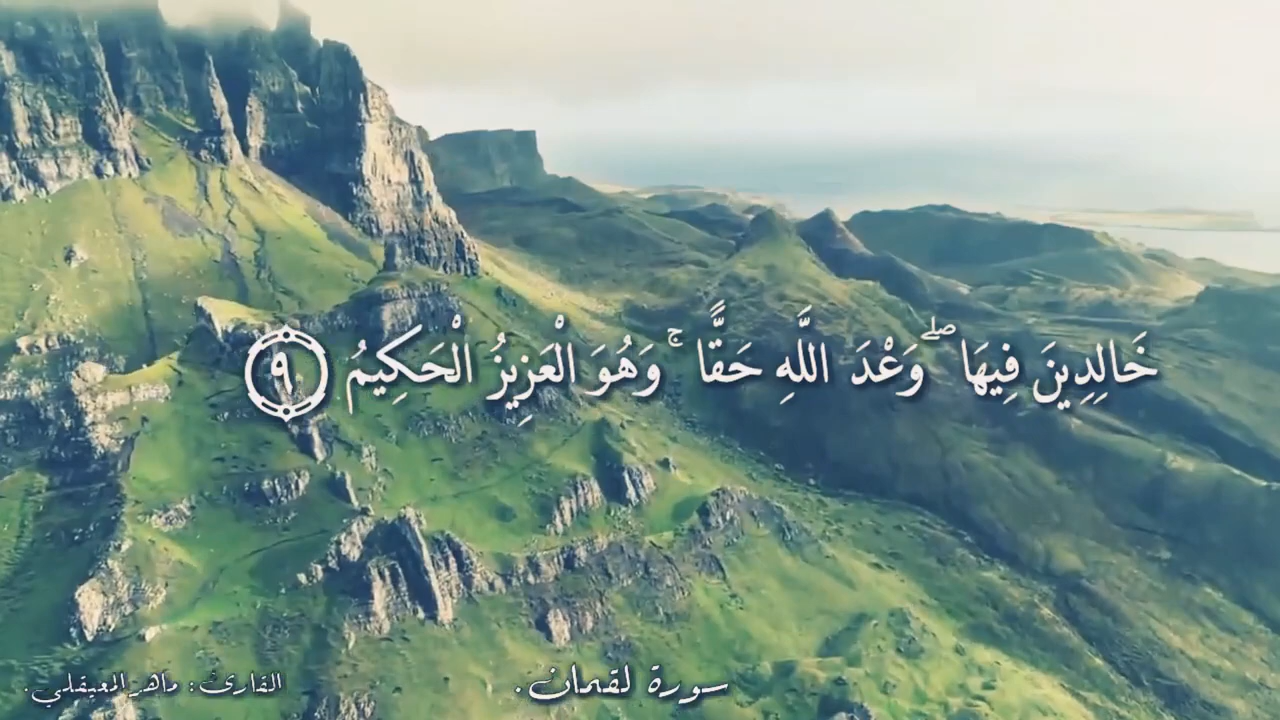 خَالِدِينَ فِيهَا ۖ وَعْدَ اللَّهِ حَقًّا ۚ وَهُوَ الْعَزِيزُ الْحَكِيمُ ٩
سورة لقمان.
القارئ: ماهر المعيقلي.